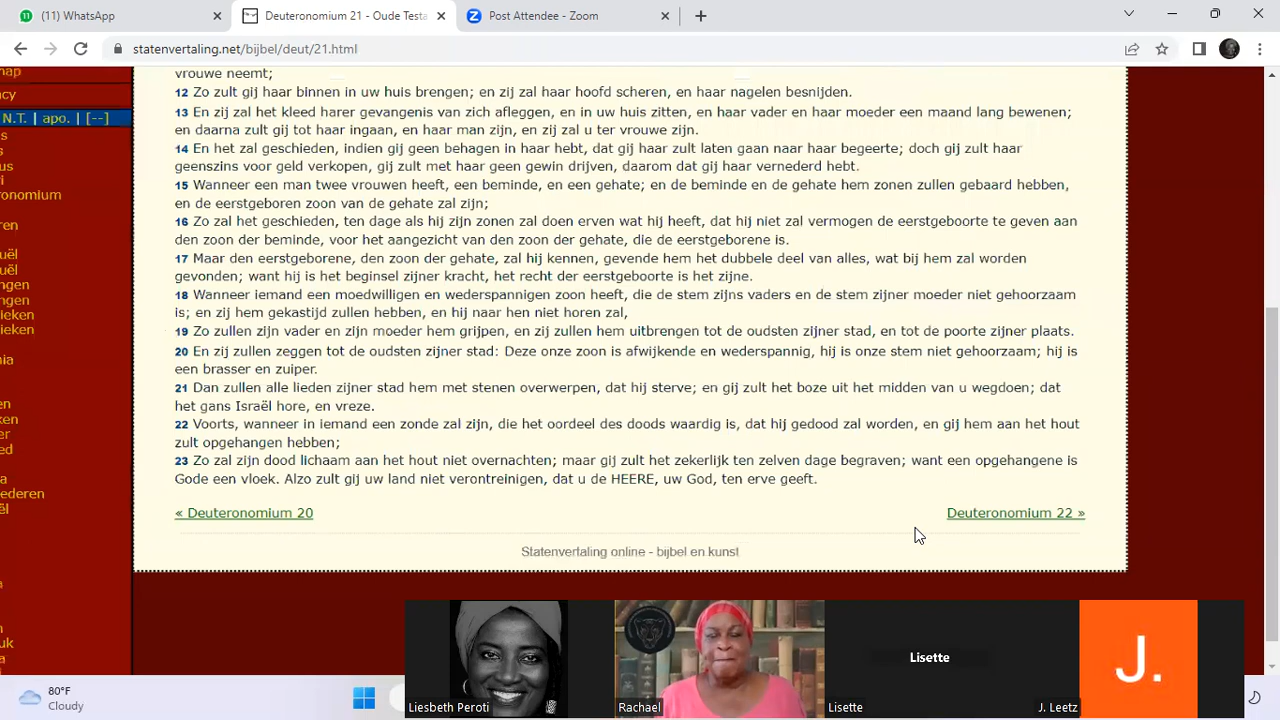 (11) WhatsApp
Deuteronomium 21 - Oude Testa
Post Attendee - Zoom
statenvertaling.net/bijbel/deut/21.html
map
cy
N.T. | apo. | [--]
ronomium
ren
uël
uël
ngen
ngen
ieken
ieken
nia
en
ken
er
ed
ederen
ël
uk
vrouwe neemt;
12 Zo zult gij haar binnen in uw huis brengen; en zij zal haar hoofd scheren, en haar nagelen besnijden.
13 En zij zal het kleed harer gevangenis van zich afleggen, en in uw huis zitten, en haar vader en haar moeder een maand lang bewenen;
en daarna zult gij tot haar ingaan, en haar man zijn, en zij zal u ter vrouwe zijn.
14 En het zal geschieden, indien gij geen behagen in haar hebt, dat gij haar zult laten gaan naar haar begeerte; doch gij zult haar
geenszins voor geld verkopen, gij zult met haar geen gewin drijven, daarom dat gij haar vernederd hebt.
15 Wanneer een man twee vrouwen heeft, een beminde, en een gehate; en de beminde en de gehate hem zonen zullen gebaard hebben,
en de eerstgeboren zoon van de gehate zal zijn;
16 Zo zal het geschieden, ten dage als hij zijn zonen zal doen erven wat hij heeft, dat hij niet zal vermogen de eerstgeboorte te geven aan
den zoon der beminde, voor het aangezicht van den zoon der gehate, die de eerstgeborene is.
17 Maar den eerstgeborene, den zoon der gehate, zal hij kennen, gevende hem het dubbele deel van alles, wat bij hem zal worden
gevonden; want hij is het beginsel zijner kracht, het recht der eerstgeboorte is het zijne.
18 Wanneer iemand een moedwilligen en wederspannigen zoon heeft, die de stem zijns vaders en de stem zijner moeder niet gehoorzaam
is; en zij hem gekastijd zullen hebben, en hij naar hen niet horen zal,
19 Zo zullen zijn vader en zijn moeder hem grijpen, en zij zullen hem uitbrengen tot de oudsten zijner stad, en tot de poorte zijner plaats.
20 En zij zullen zeggen tot de oudsten zijner stad: Deze onze zoon is afwijkende en wederspannig, hij is onze stem niet gehoorzaam; hij is
een brasser en zuiper.
21 Dan zullen alle lieden zijner stad hem met stenen overwerpen, dat hij sterve; en gij zult het boze uit het midden van u wegdoen; dat
het gans Israël hore, en vreze.
22 Voorts, wanneer in iemand een zonde zal zijn, die het oordeel des doods waardig is, dat hij gedood zal worden, en gij hem aan het hout
zult opgehangen hebben;
23 Zo zal zijn dood lichaam aan het hout niet overnachten; maar gij zult het zekerlijk ten zelven dage begraven; want een opgehangene is
Gode een vloek. Alzo zult gij uw land niet verontreinigen, dat u de HEERE, uw God, ten erve geeft.
« Deuteronomium 20
Deuteronomium 22 »
Statenvertaling online - bijbel en kunst
Lisette
J.
Liesbeth Peroti
Rachael
Lisette
J. Leetz
80°F
Cloudy